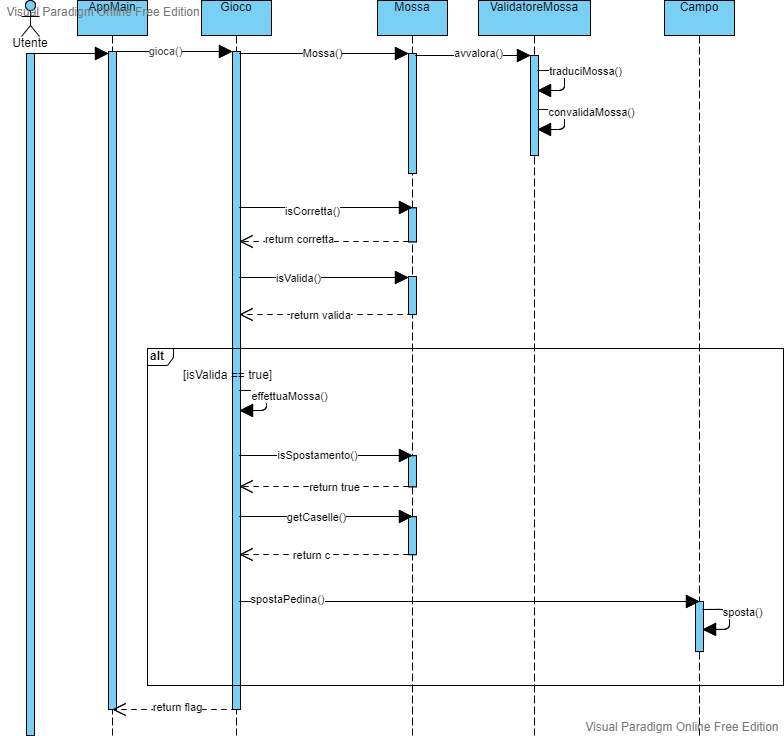 Visual Paradigm Online Free Edition
AppMain
Gioco
Mossa
ValidatoreMossa
Campo
Utente
gioca()
Mossa()
avvalora()
traduciMossa()
convalidaMossa()
isCorretta()
return corretta
isValida()
return valida
alt
[isValida == true]
effettuaMossa()
isSpostamento()
return true
getCaselle()
return c
spostaPedina()
sposta()
return flag
Visual Paradigm Online Free Edition